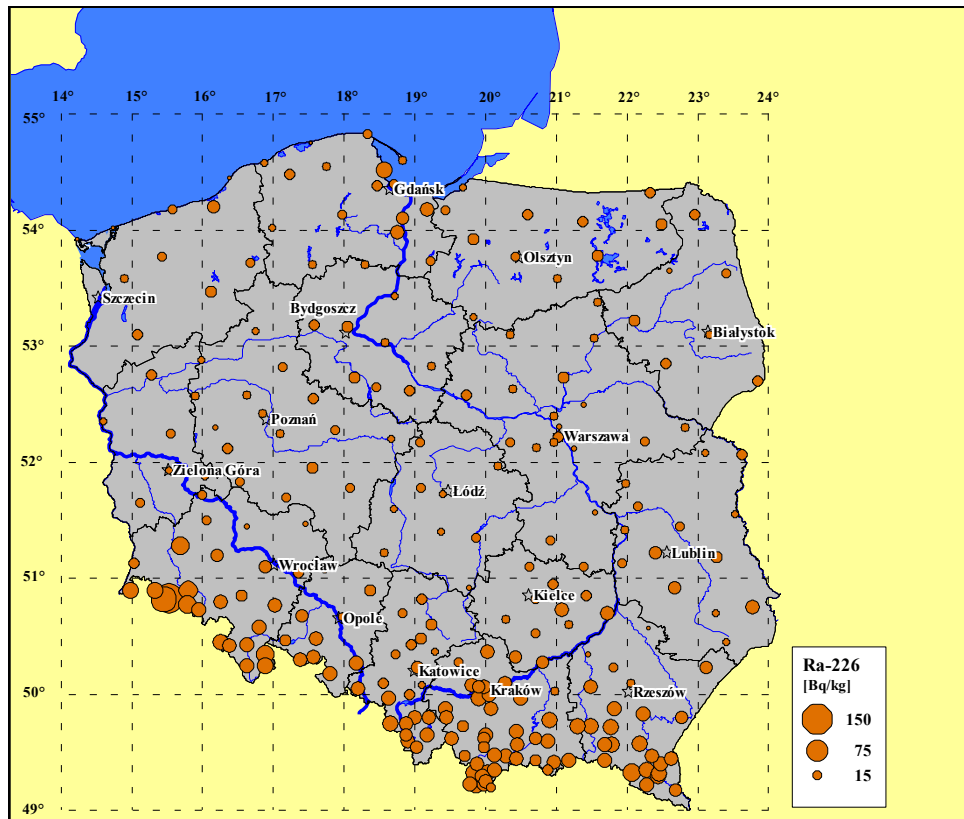 14° 15° 16° 17° 18° 19° 20° 21° 22° 23° 24°
55°
Gdańsk
54°
Olsztyn
Szczecin
Bydgoszcz
Białystok
53°
Poznań
Warszawa
52°
Zielona Góra
Łódź
Lublin
Wrocław
51°
Kielce
Opole
Ra-226
Katowice
[Bq/kg]
Kraków
Rzeszów
50°
150
75
15
49°